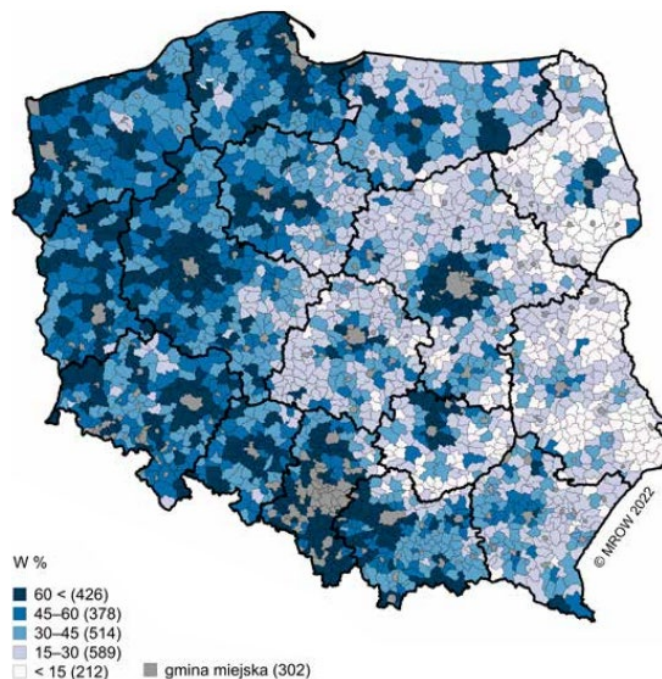 © MROW 2022
W %
60 < (426)
45–60 (378)
30–45 (514)
15–30 (589)
< 15 (212)
gmina miejska (302)